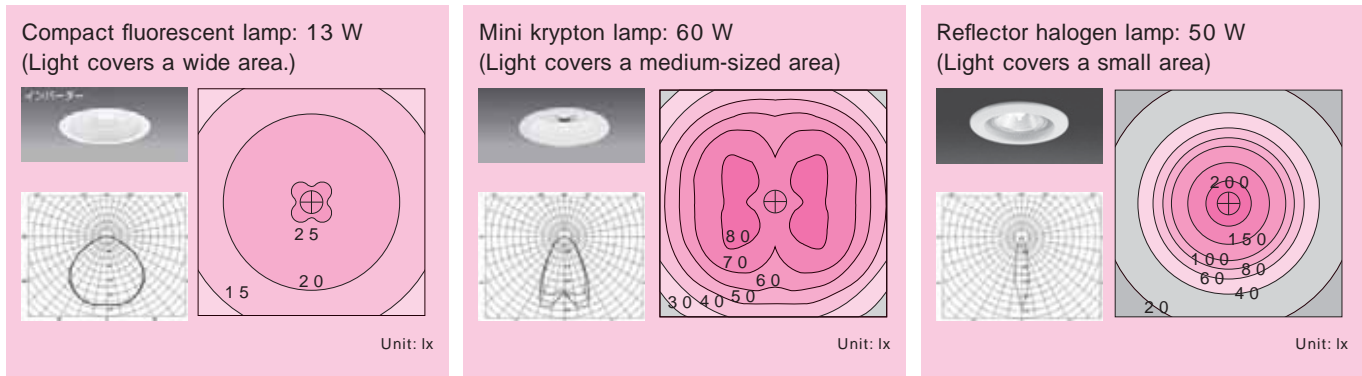 Compact fluorescent lamp: 13 W
(Light covers a wide area.)
インバーター
25
20
15
Unit: lx
Mini krypton lamp: 60 W
(Light covers a medium-sized area)
80
70
60
50
40
30
Unit: lx
Reflector halogen lamp: 50 W
(Light covers a small area)
200
150
100
80
60
40
20
Unit: lx